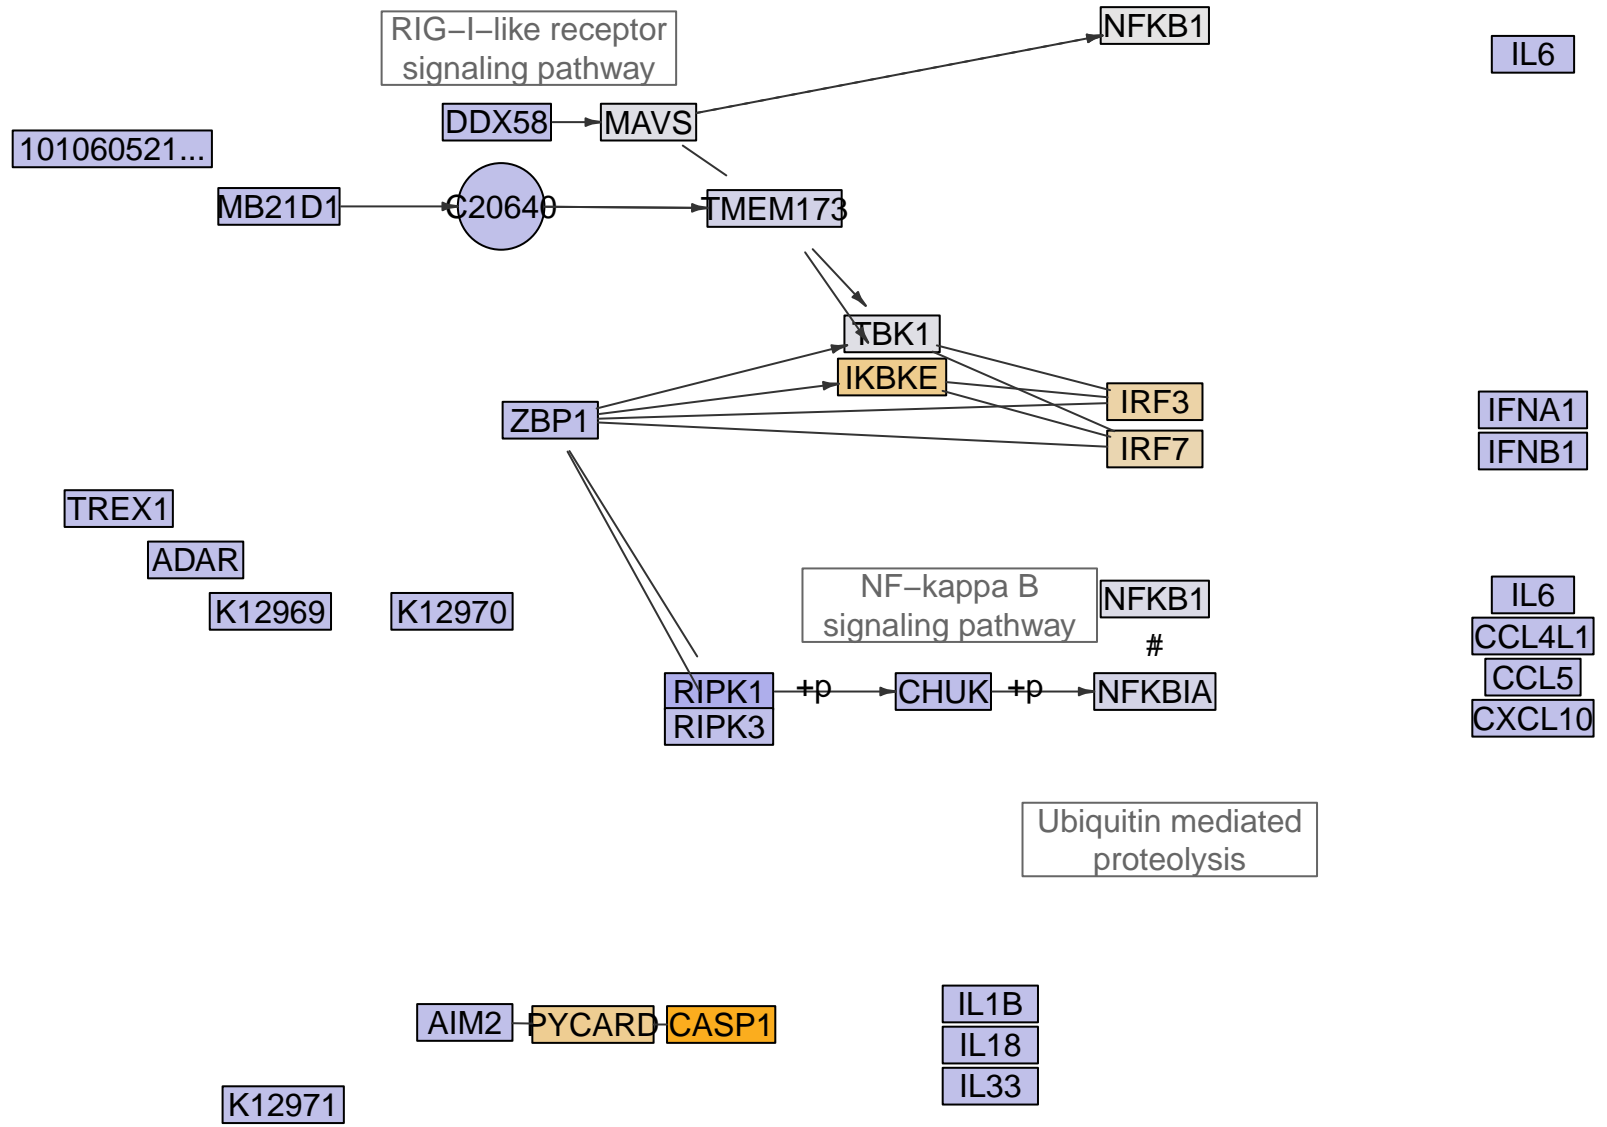 RIG−I−like receptor
signaling pathway
NFKB1
IL6
DDX58
MAVS
101060521...
MB21D1
C20640
TMEM173
TBK1
IKBKE
ZBP1
IRF3
IRF7
IFNA1
IFNB1
TREX1
ADAR
K12969
K12970
NF−kappa B
signaling pathway
NFKB1
#
IL6
CCL4L1
CCL5
CXCL10
RIPK1
+p
CHUK
+p
NFKBIA
RIPK3
Ubiquitin mediated
proteolysis
AIM2
PYCARD
CASP1
IL1B
IL18
IL33
K12971